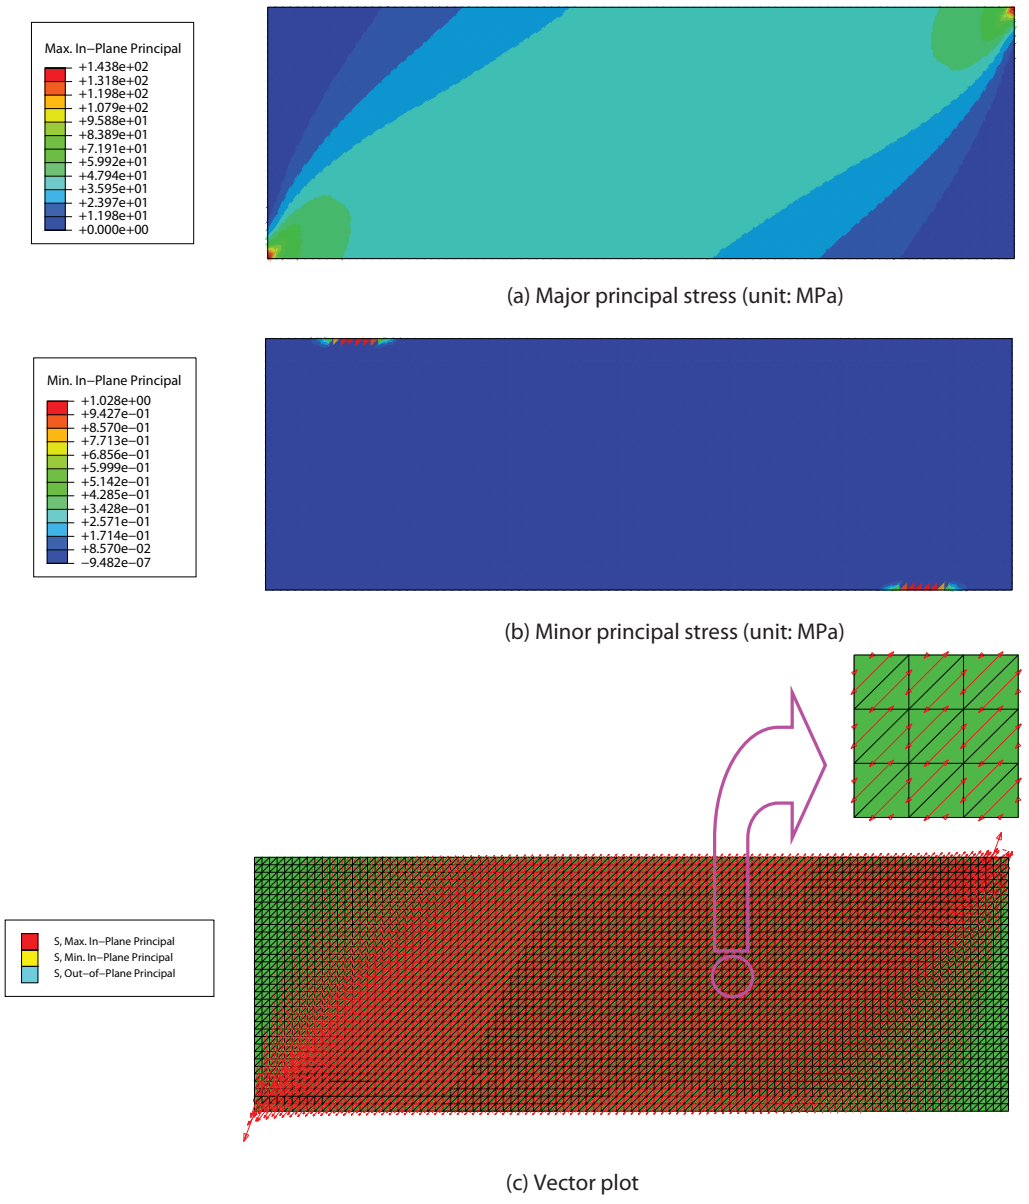 Max. In−Plane Principal
+1.438e+02
+1.318e+02
+1.198e+02
+1.079e+02
+9.588e+01
+8.389e+01
+7.191e+01
+5.992e+01
+4.794e+01
+3.595e+01
+2.397e+01
+1.198e+01
+0.000e+00
(a) Major principal stress (unit: MPa)
Min. In−Plane Principal
+1.028e+00
+9.427e−01
+8.570e−01
+7.713e−01
+6.856e−01
+5.999e−01
+5.142e−01
+4.285e−01
+3.428e−01
+2.571e−01
+1.714e−01
+8.570e−02
−9.482e−07
(b) Minor principal stress (unit: MPa)
S, Max. In−Plane Principal
S, Min. In−Plane Principal
S, Out−of−Plane Principal
(c) Vector plot